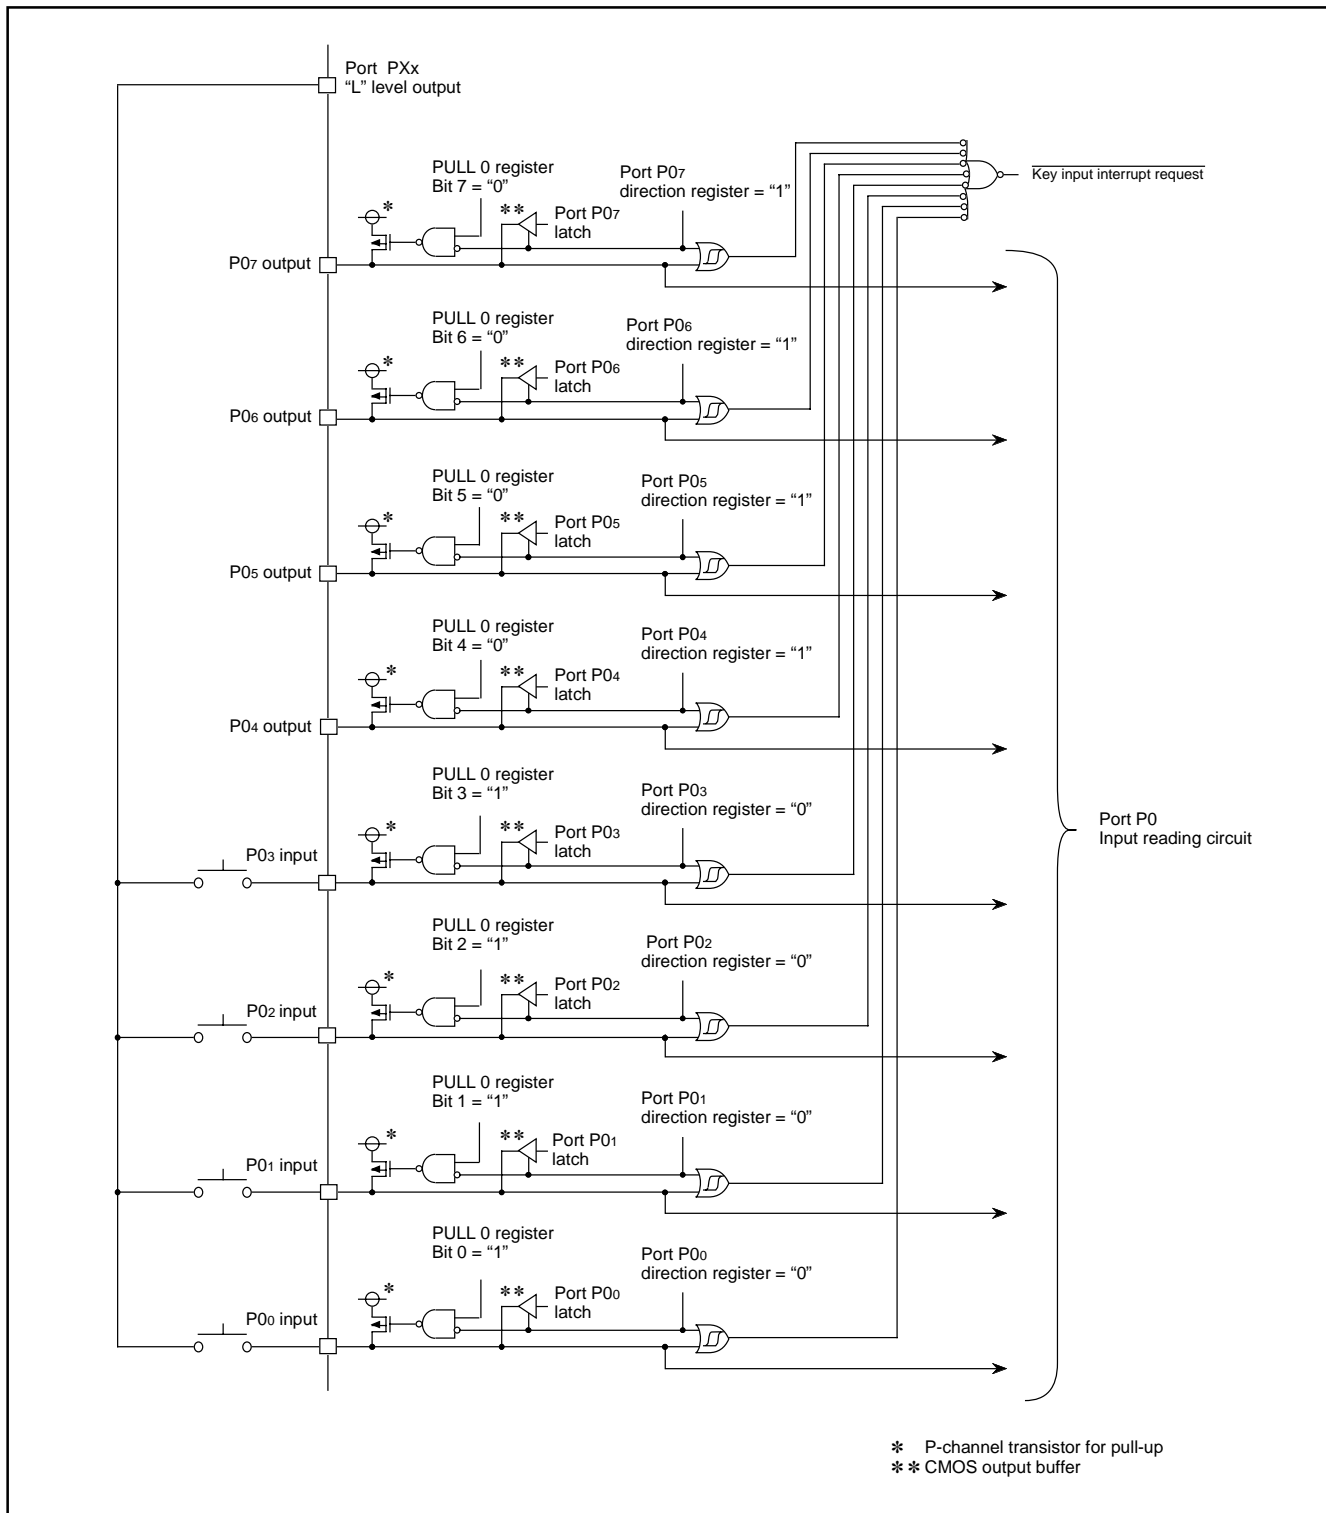 Port PXx
“L” level output
PULL 0 register
Bit 7 = “0”
Port P07
direction register = “1”
Key input interrupt request
*
**
Port P07
latch
P07 output
PULL 0 register
Bit 6 = “0”
Port P06
direction register = “1”
*
**
Port P06
latch
P06 output
PULL 0 register
Bit 5 = “0”
Port P05
direction register = “1”
*
**
Port P05
latch
P05 output
PULL 0 register
Bit 4 = “0”
Port P04
direction register = “1”
*
**
Port P04
latch
P04 output
PULL 0 register
Bit 3 = “1”
Port P03
direction register = “0”
*
**
Port P03
latch
P03 input
Port P0
Input reading circuit
PULL 0 register
Bit 2 = “1”
Port P02
direction register = “0”
*
**
Port P02
latch
P02 input
PULL 0 register
Bit 1 = “1”
Port P01
direction register = “0”
*
**
Port P01
latch
P01 input
PULL 0 register
Bit 0 = “1”
Port P00
direction register = “0”
*
**
Port P00
latch
P00 input
* P-channel transistor for pull-up
** CMOS output buffer